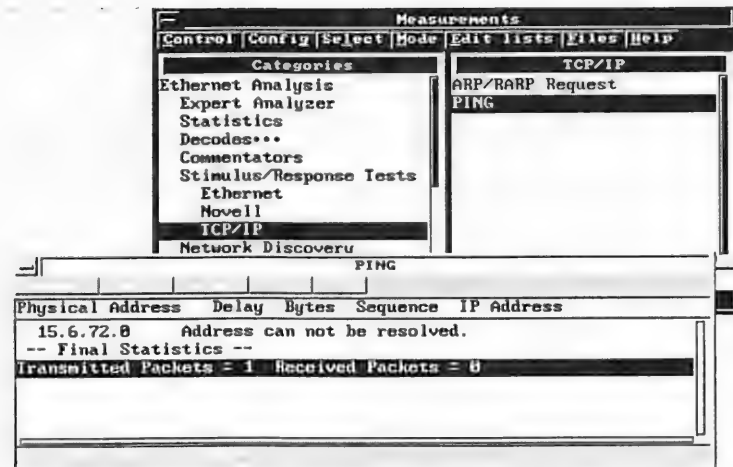 Measurements
Control Config Select Mode Edit lists Files Help
Categories
Ethernet Analysis
Expert Analyzer
Statistics
Decodes•••
Commentators
Stimulus/Response Tests
Ethernet
Novell
TCP/IP
Network Discovery
TCP/IP
ARP/RARP Request
PING
PING
Physical Address Delay Bytes Sequence IP Address
15.6.72.0 Address can not be resolved.
-- Final Statistics --
Transmitted Packets = 1 Received Packets = 0